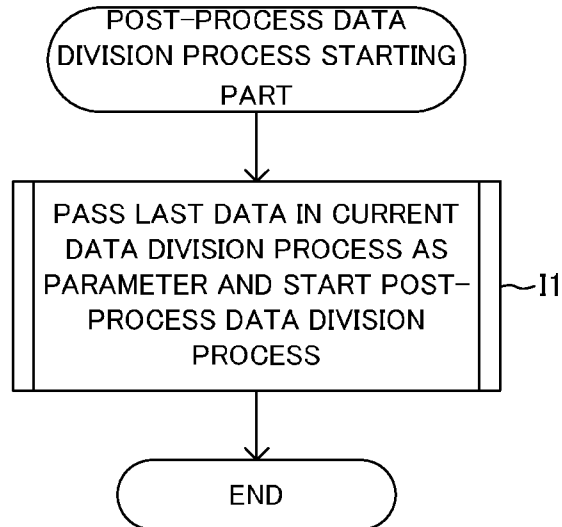 POST-PROCESS DATA
DIVISION PROCESS STARTING
PART
PASS LAST DATA IN CURRENT
DATA DIVISION PROCESS AS
PARAMETER AND START POST-
PROCESS DATA DIVISION
PROCESS
I1
END